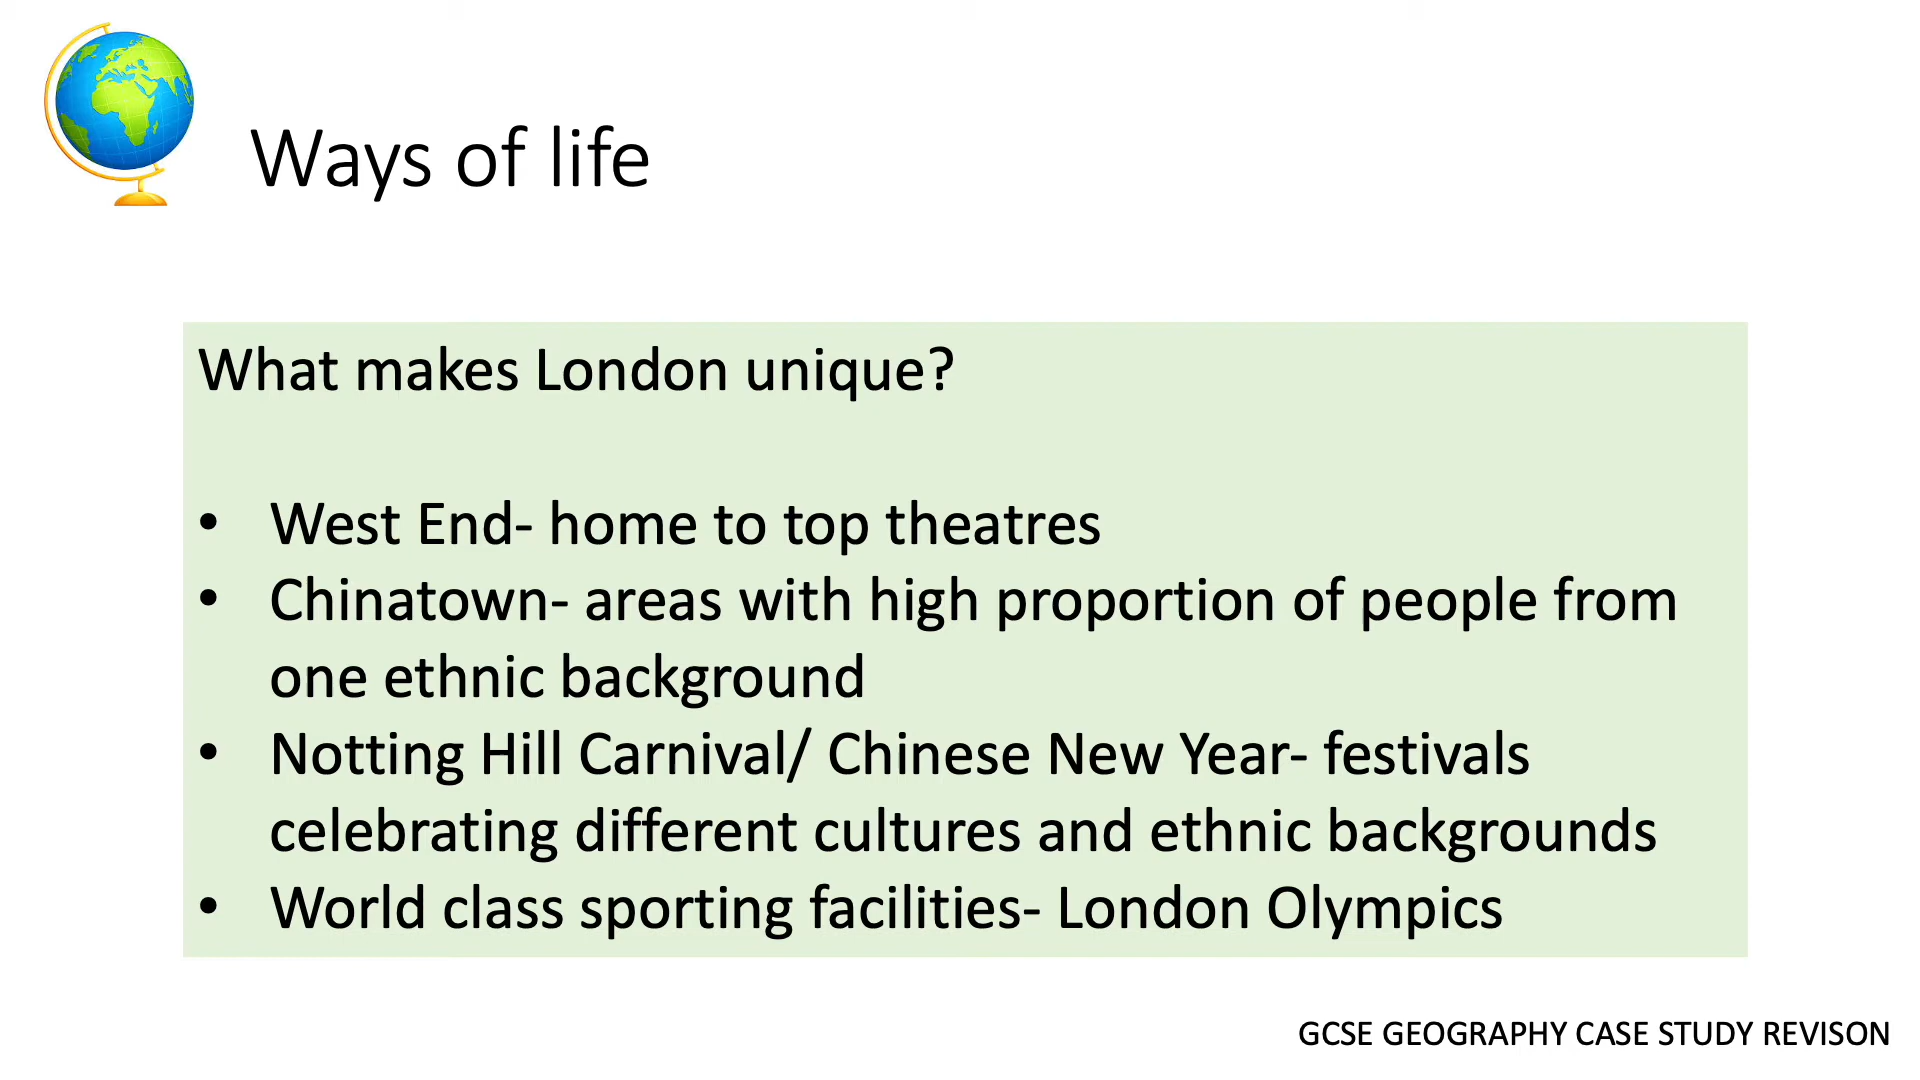 Ways of life
What makes London unique?
• West End- home to top theatres
• Chinatown- areas with high proportion of people from
one ethnic background
• Notting Hill Carnival/ Chinese New Year- festivals
celebrating different cultures and ethnic backgrounds
• World class sporting facilities- London Olympics
GCSE GEOGRAPHY CASE STUDY REVISON